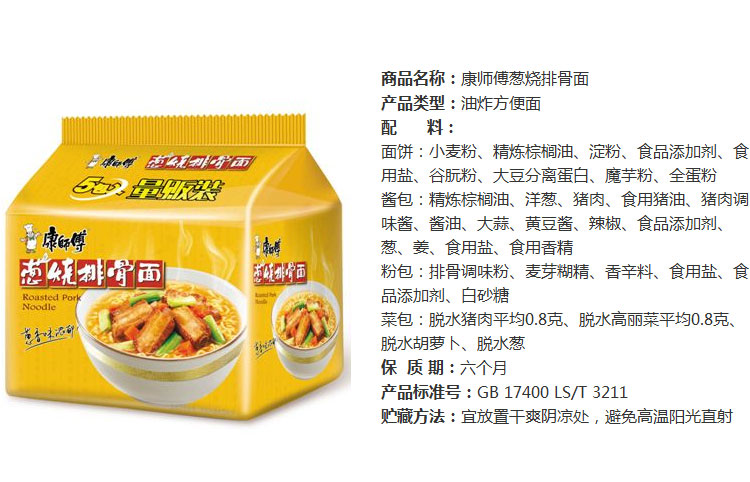 康师傅
葱烧排骨面
5包入
量贩装
康师傅
葱烧排骨面
Roasted Pork
Noodle
康师傅
葱烧排骨面
商品名称：康师傅葱烧排骨面
产品类型：油炸方便面
配 料：
面饼：小麦粉、精炼棕榈油、淀粉、食品添加剂、食
用盐、谷朊粉、大豆分离蛋白、魔芋粉、全蛋粉
酱包：精炼棕榈油、洋葱、猪肉、食用猪油、猪肉调
味酱、酱油、大蒜、黄豆酱、辣椒、食品添加剂、
葱、姜、食用盐、食用香精
粉包：排骨调味粉、麦芽糊精、香辛料、食用盐、食
品添加剂、白砂糖
菜包：脱水猪肉平均0.8克、脱水高丽菜平均0.8克、
脱水胡萝卜、脱水葱
保 质 期：六个月
产品标准号：GB 17400 LS/T 3211
贮藏方法：宜放置干爽阴凉处，避免高温阳光直射